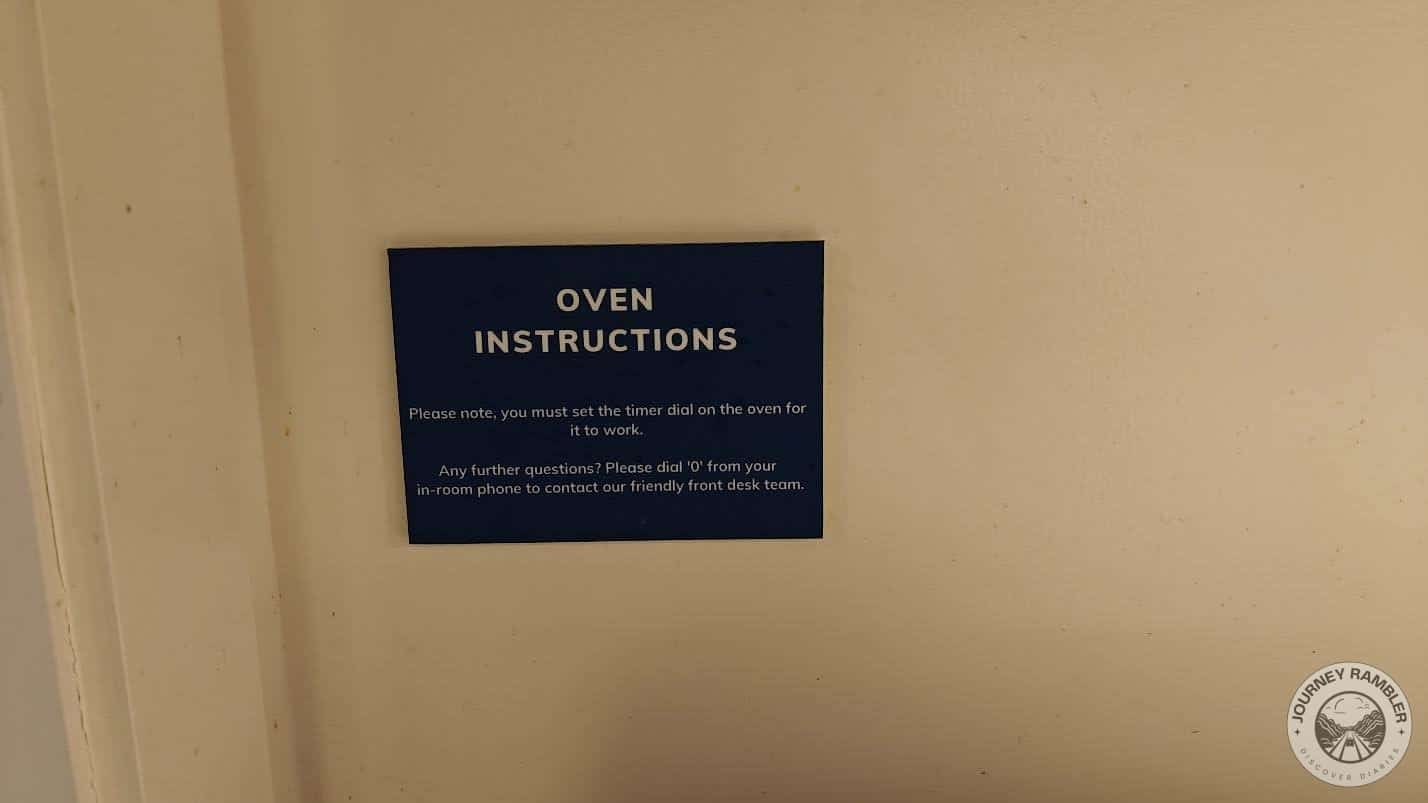 OVEN
INSTRUCTIONS
Please note, you must set the timer dial on the oven for
it to work.
Any further questions? Please dial '0' from your
in-room phone to contact our friendly front desk team.
JOURNEY RAMBLER
DISCOVER DIARIES